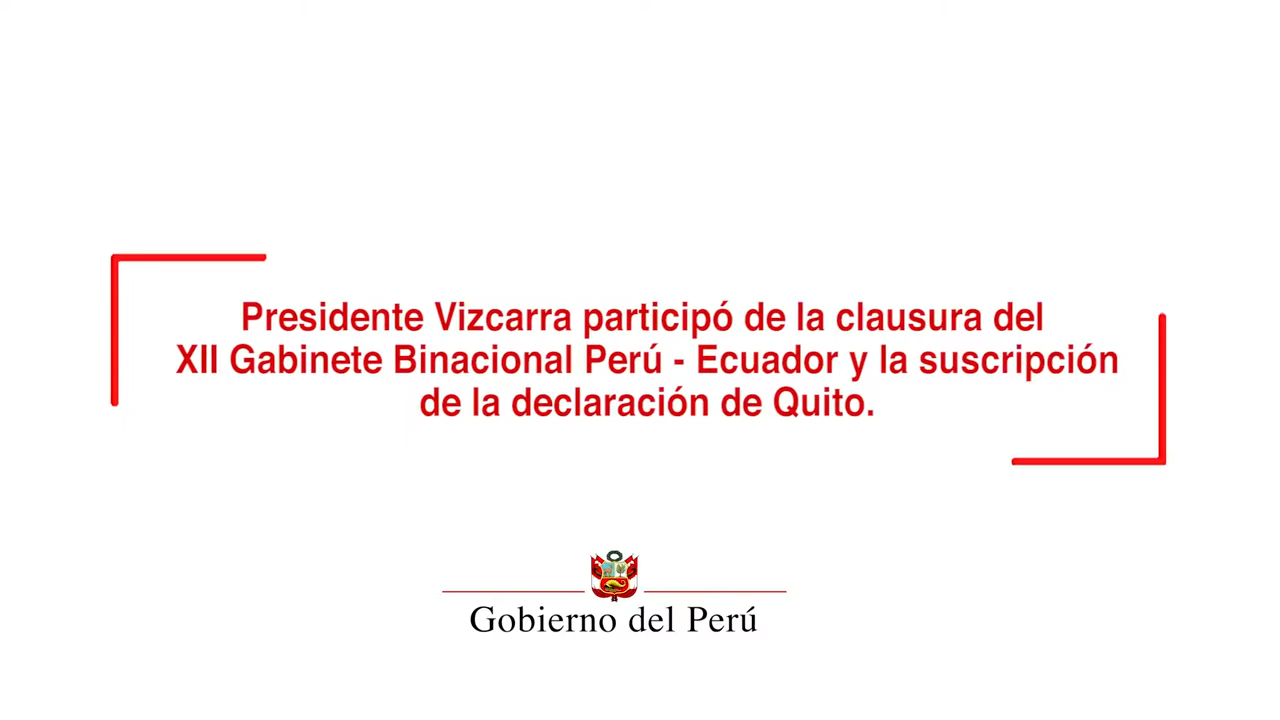 Presidente Vizcarra participó de la clausura del
XII Gabinete Binacional Perú - Ecuador y la suscripción
de la declaración de Quito.
Gobierno del Perú